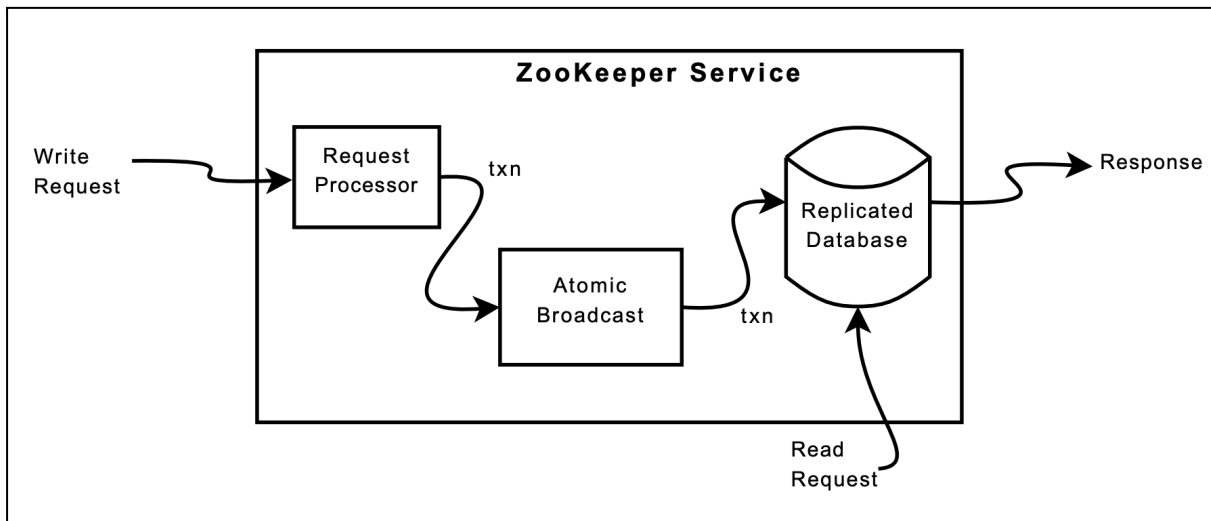 ZooKeeper Service
Write
Request
Request
Processor
txn
Atomic
Broadcast
txn
Replicated
Database
Response
Read
Request